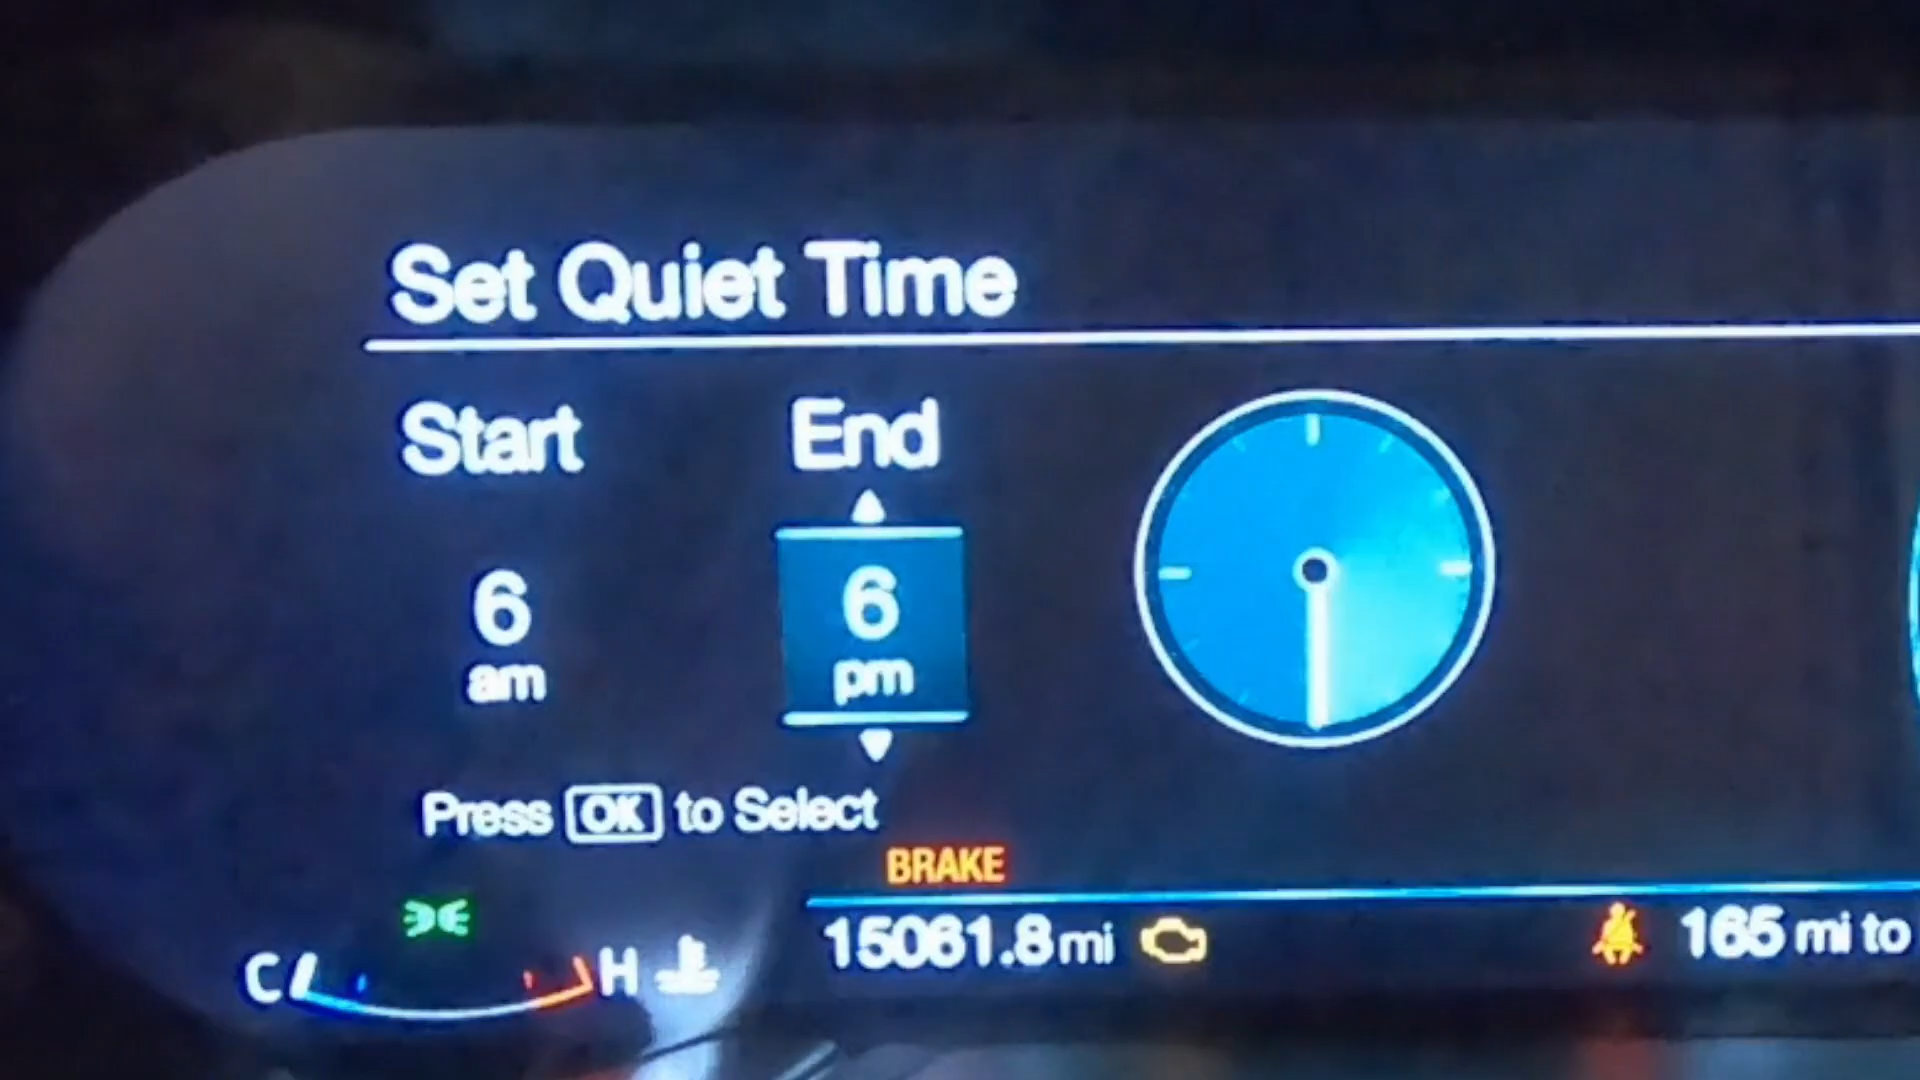 Set Quiet Time
Start End
6 6
am pm
Press OK to Select
BRAKE
C H
15061.8 mi 165 mi to